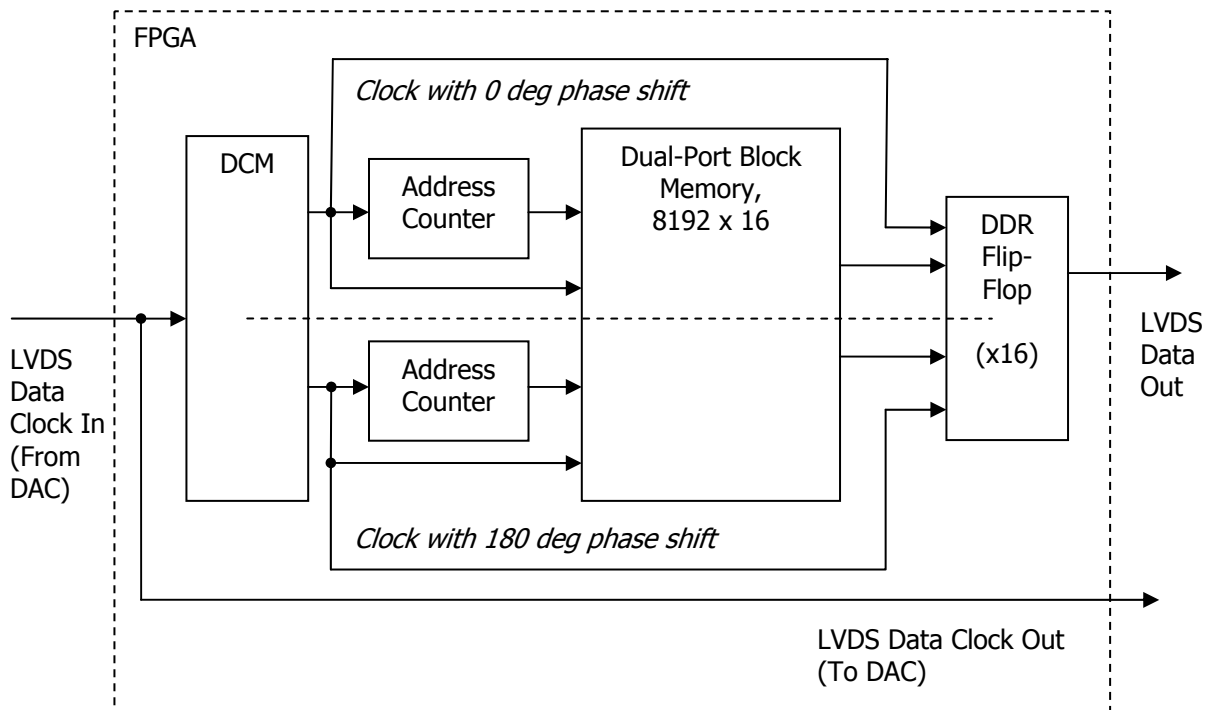 FPGA
Clock with 0 deg phase shift
DCM
Address
Counter
Dual-Port Block
Memory,
8192 x 16
DDR
Flip-
Flop
(x16)
LVDS
Data
Clock In
(From
DAC)
Address
Counter
LVDS
Data
Out
Clock with 180 deg phase shift
LVDS Data Clock Out
(To DAC)